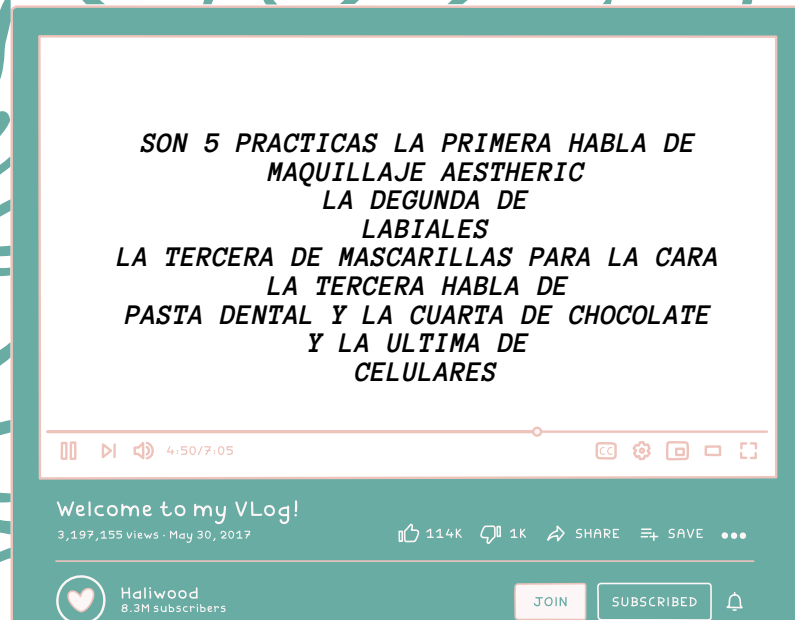 SON 5 PRACTICAS LA PRIMERA HABLA DE
MAQUILLAJE AESTHERIC
LA DEGUNDA DE
LABIALES
LA TERCERA DE MASCARILLAS PARA LA CARA
LA TERCERA HABLA DE
PASTA DENTAL Y LA CUARTA DE CHOCOLATE
Y LA ULTIMA DE
CELULARES
4:50/7:05
CC
Welcome to my VLog!
3,197,155 views · May 30, 2017
114K 1K SHARE SAVE
Haliwood
8.3M subscribers
JOIN SUBSCRIBED